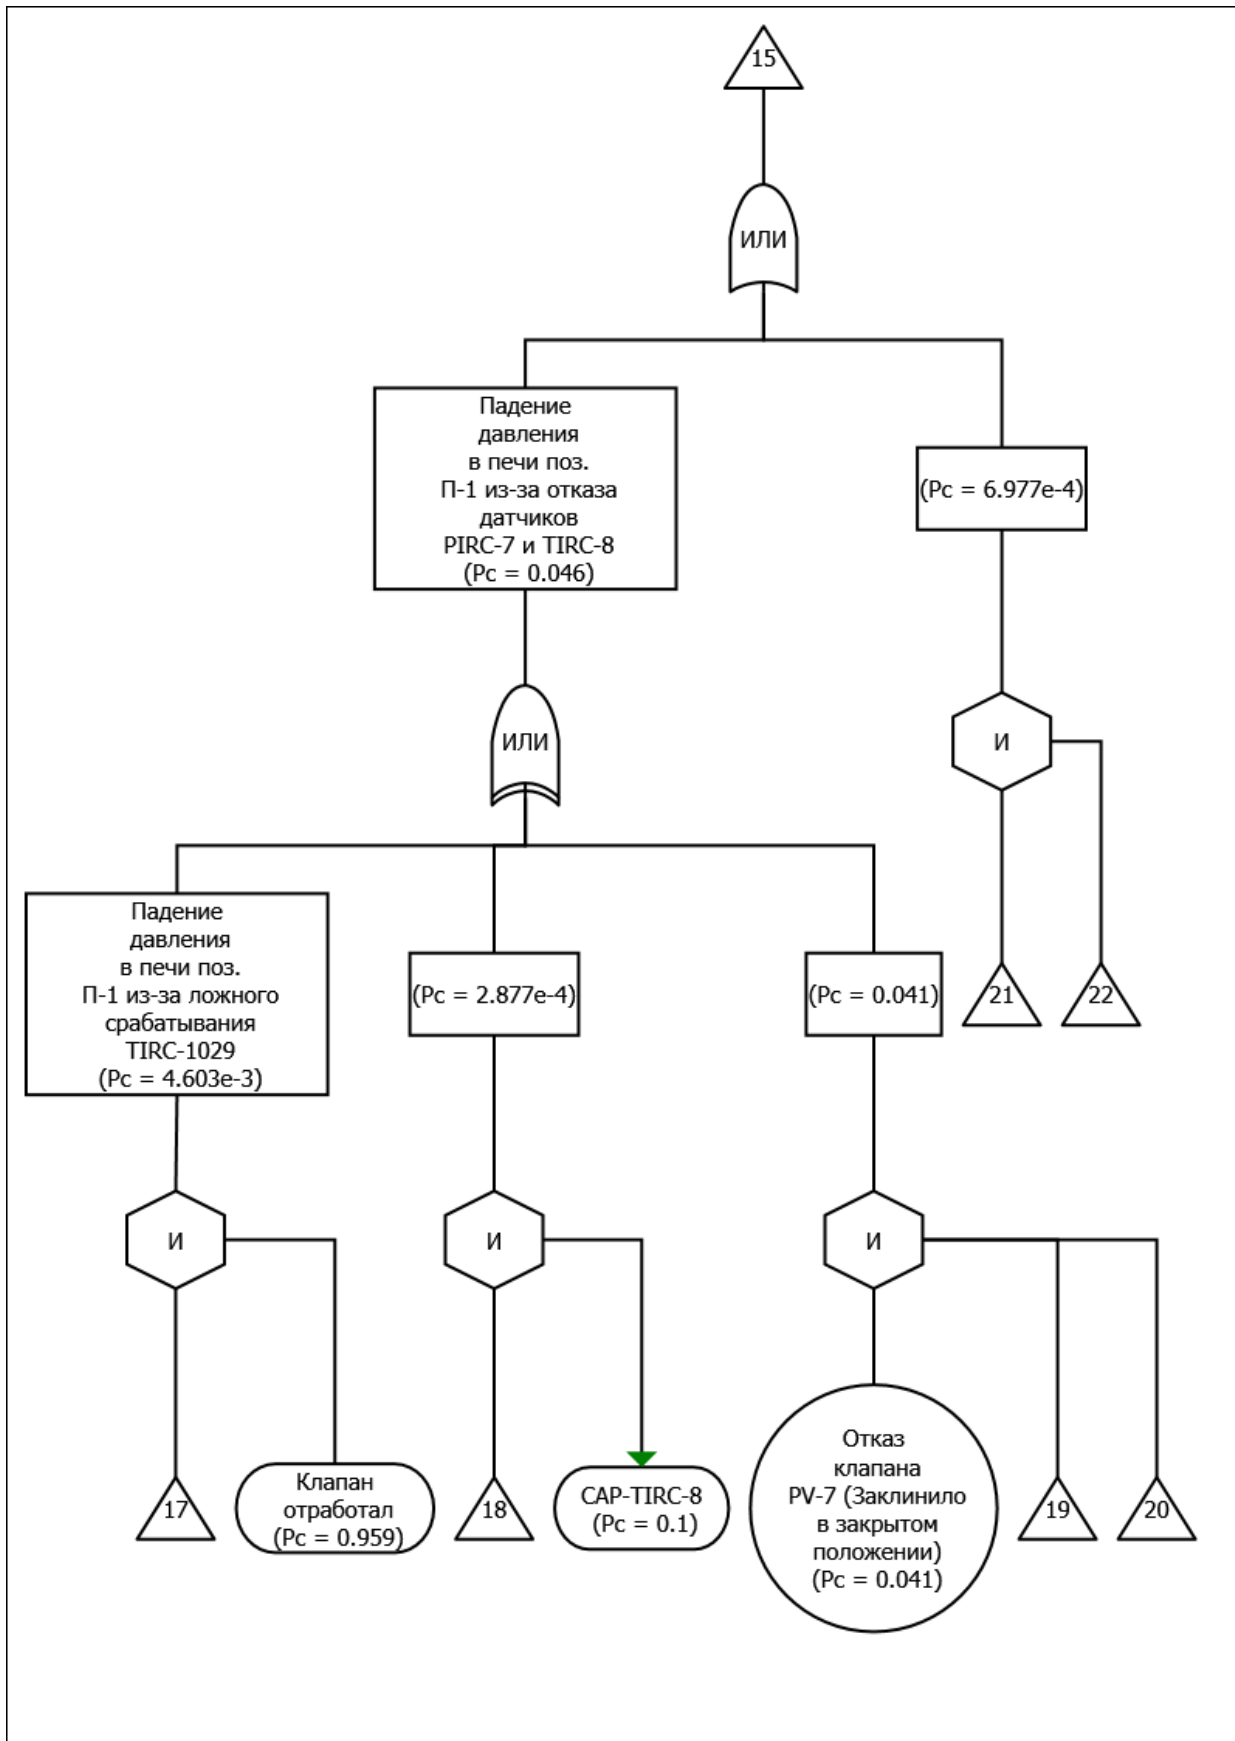 15
ИЛИ
Падение
давления
в печи поз.
П-1 из-за отказа
датчиков
PIRC-7 и TIRC-8
(Pc = 0.046)
(Pc = 6.977e-4)
ИЛИ
И
Падение
давления
в печи поз.
П-1 из-за ложного
срабатывания
TIRC-1029
(Pc = 4.603e-3)
(Pc = 2.877e-4)
(Pc = 0.041)
21
22
И
И
И
17
Клапан
отработал
(Pc = 0.959)
18
CAP-TIRC-8
(Pc = 0.1)
Отказ
клапана
PV-7 (Заклинило
в закрытом
положении)
(Pc = 0.041)
19
20